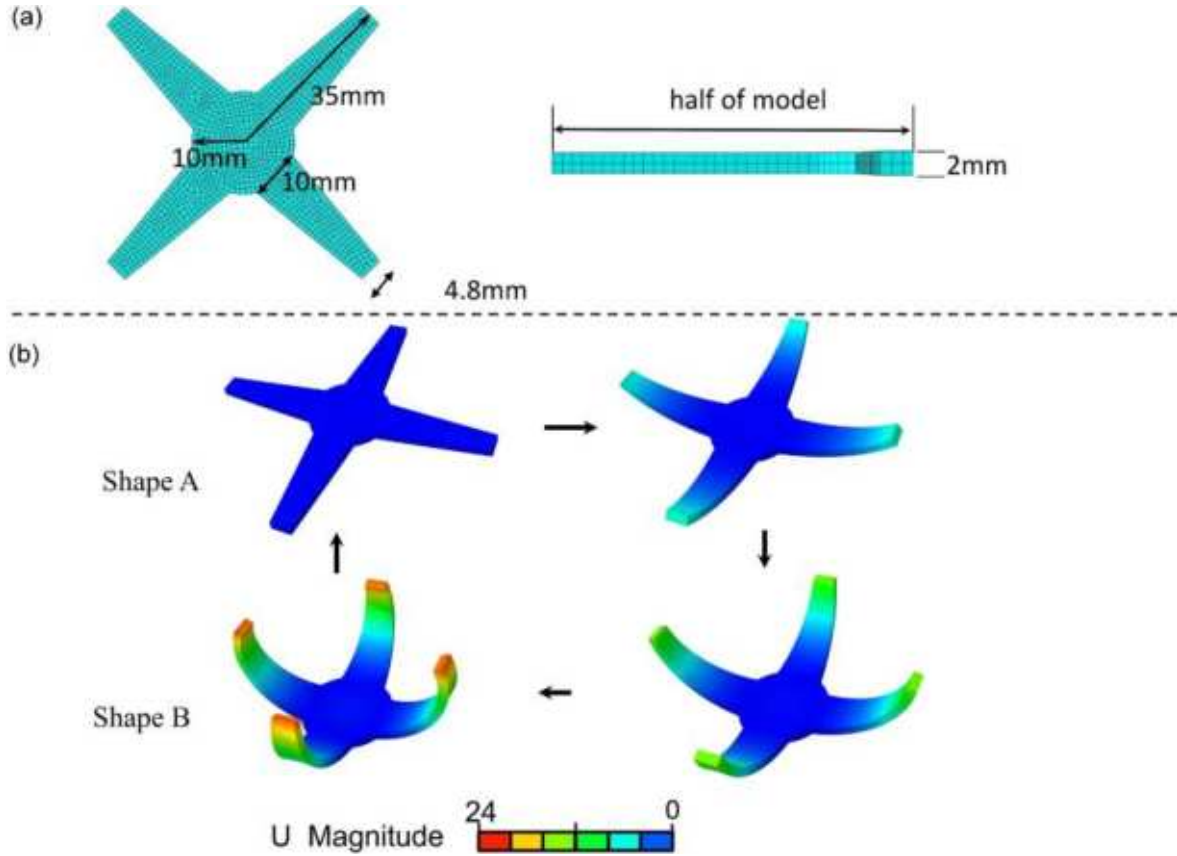 (a)
35mm
10mm
10mm
4.8mm
half of model
2mm
(b)
Shape A
Shape B
24 0
U Magnitude